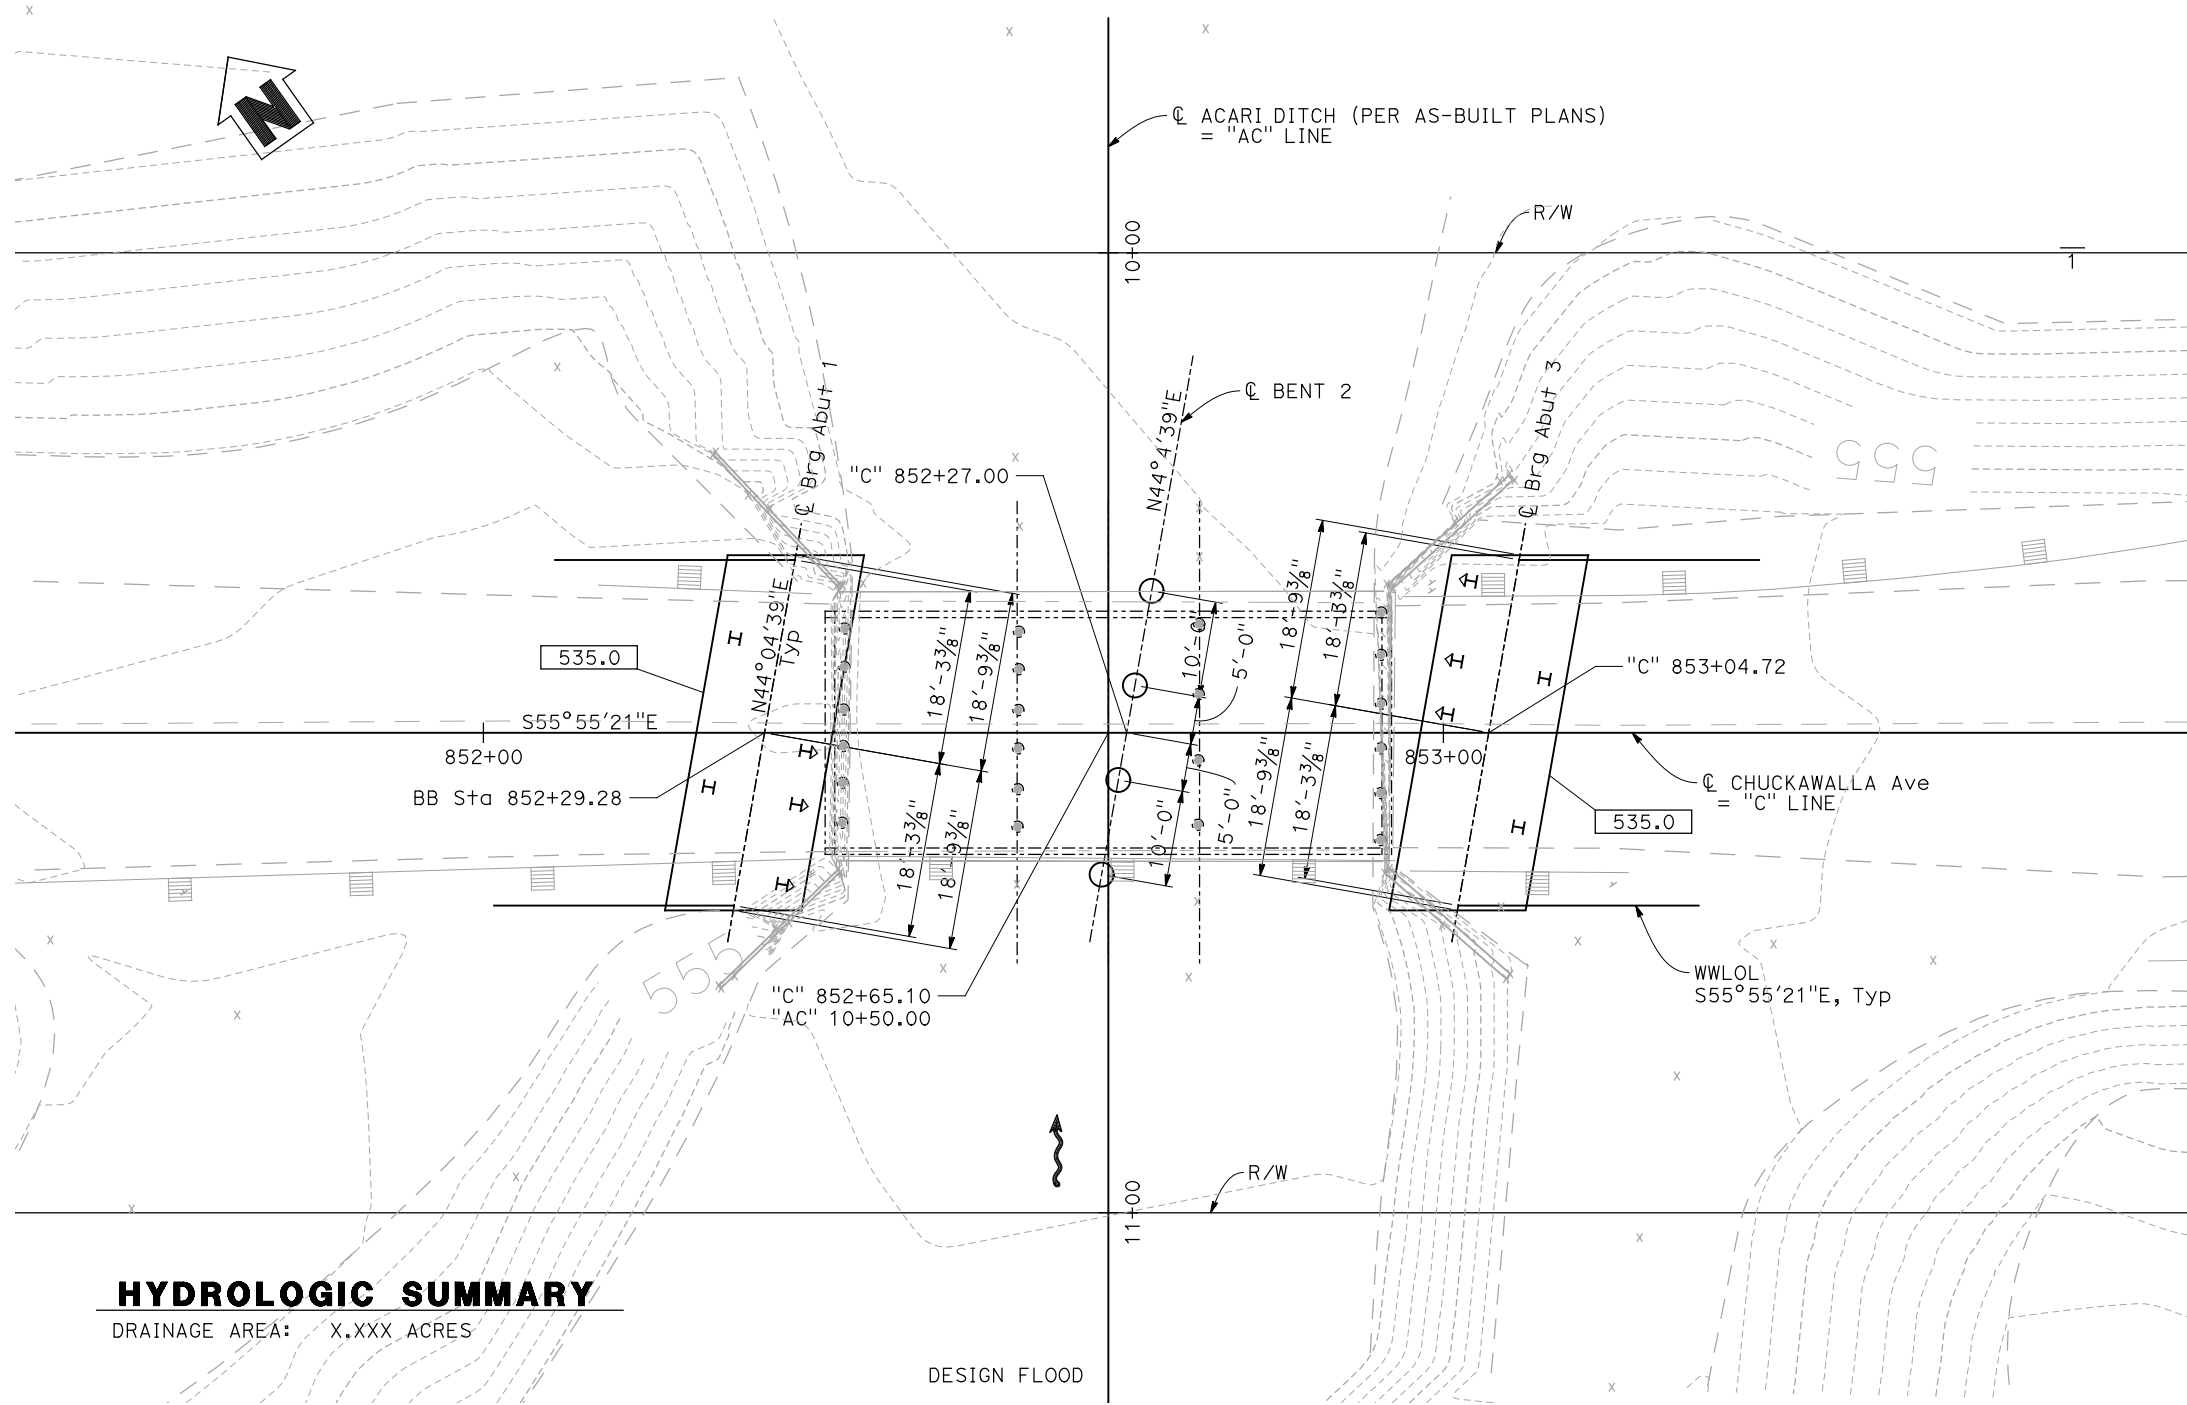 N
℄ ACARI DITCH (PER AS-BUILT PLANS)
= "AC" LINE
R/W
10+00
1
℄ Brg Abut 1
℄ BENT 2
N44°4'39"E
℄ Brg Abut 3
555
"C" 852+27.00
N44°04'39"E
Typ
535.0
18'-3⅜"
18'-9⅜"
10'-0"
5'-0"
18'-9⅜"
18'-3⅜"
"C" 853+04.72
S55°55'21"E
852+00
853+00
BB Sta 852+29.28
℄ CHUCKAWALLA Ave
= "C" LINE
535.0
18'-3⅜"
18'-9⅜"
10'-0"
5'-0"
18'-9⅜"
18'-3⅜"
555
"C" 852+65.10
"AC" 10+50.00
WWLOL
S55°55'21"E, Typ
R/W
11+00
HYDROLOGIC SUMMARY
DRAINAGE AREA: X.XXX ACRES
DESIGN FLOOD